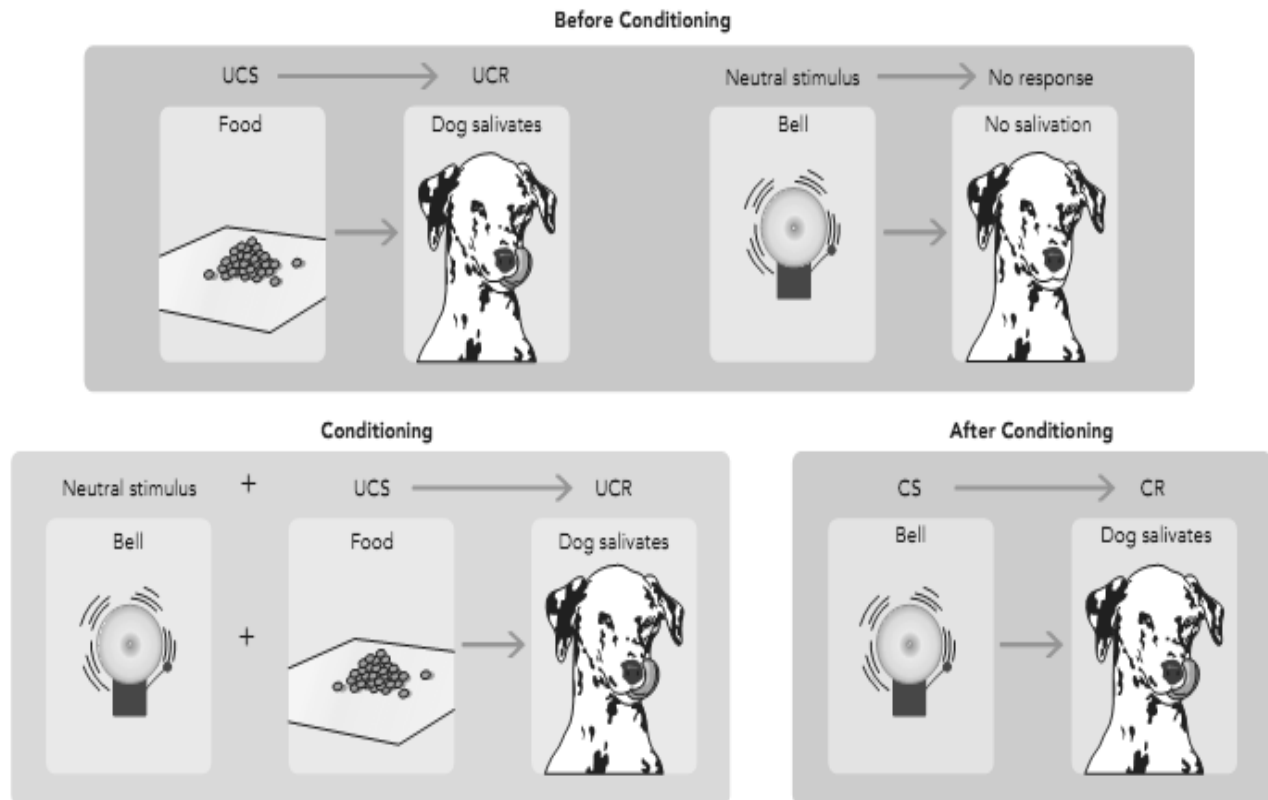 Before Conditioning
UCS UCR Neutral stimulus No response
Food Dog salivates Bell No salivation
Conditioning
Neutral stimulus + UCS UCR
Bell Food Dog salivates
+
After Conditioning
CS CR
Bell Dog salivates